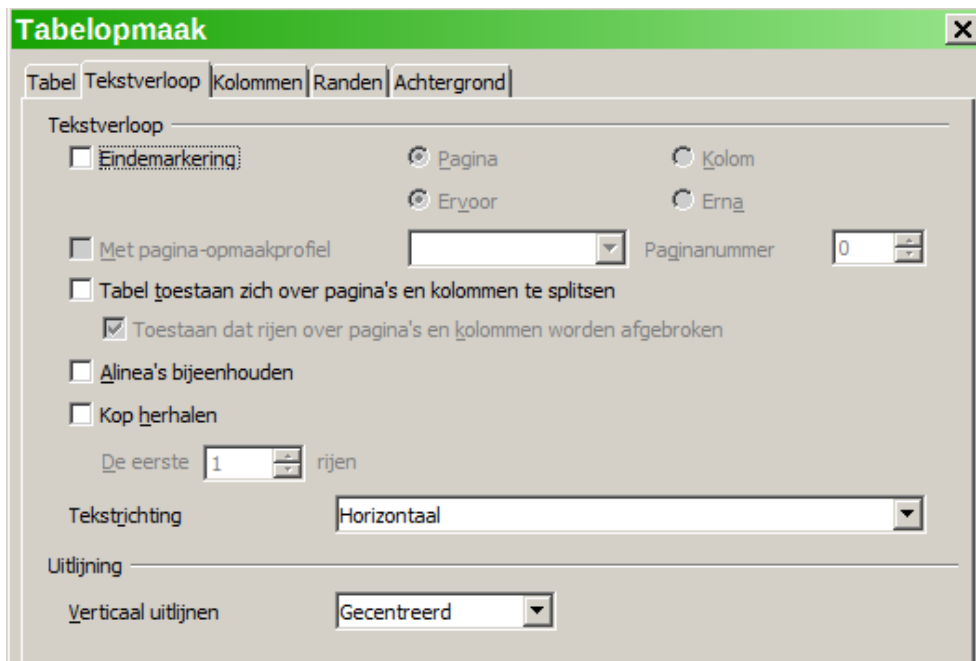 Tabelopmaak
Tabel Tekstverloop Kolommen Randen Achtergrond
Tekstverloop
Eindemarkering Pagina Kolom
Ervoor Erna
Met pagina-opmaakprofiel Paginanummer 0
Tabel toestaan zich over pagina's en kolommen te splitsen
Toestaan dat rijen over pagina's en kolommen worden afgebroken
Alinea's bijeenhouden
Kop herhalen
De eerste 1 rijen
Tekstrichting Horizontaal
Uitlijning
Verticaal uitlijnen Gecentreerd